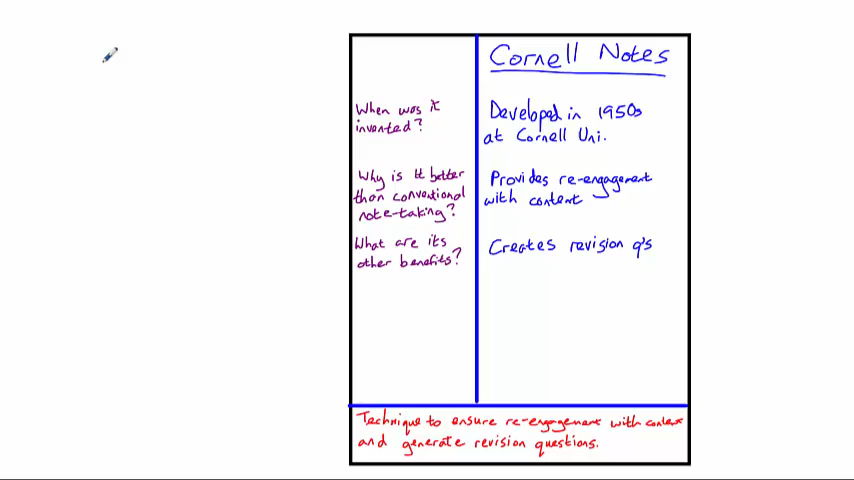 Cornell Notes
When was it
invented?
Developed in 1950s
at Cornell Uni.
Why is it better
than conventional
note-taking?
Provides re-engagement
with content
What are its
other benefits?
Creates revision q's
Technique to ensure re-engagement with content
and generate revision questions.